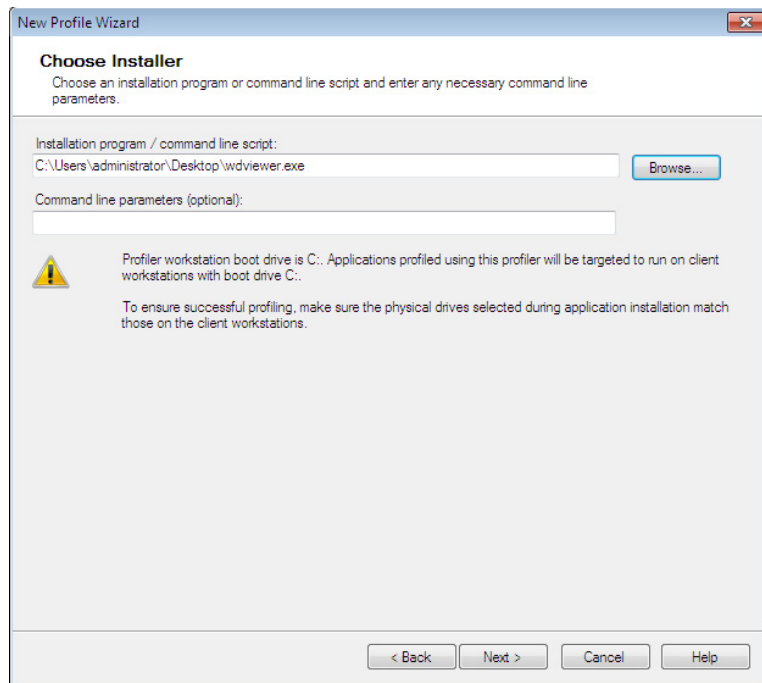 New Profile Wizard
Choose Installer
Choose an installation program or command line script and enter any necessary command line
parameters.
Installation program / command line script:
C:\Users\administrator\Desktop\wdviewer.exe
Browse...
Command line parameters (optional):
Profiler workstation boot drive is C:. Applications profiled using this profiler will be targeted to run on client
workstations with boot drive C:.
To ensure successful profiling, make sure the physical drives selected during application installation match
those on the client workstations.
< Back
Next >
Cancel
Help